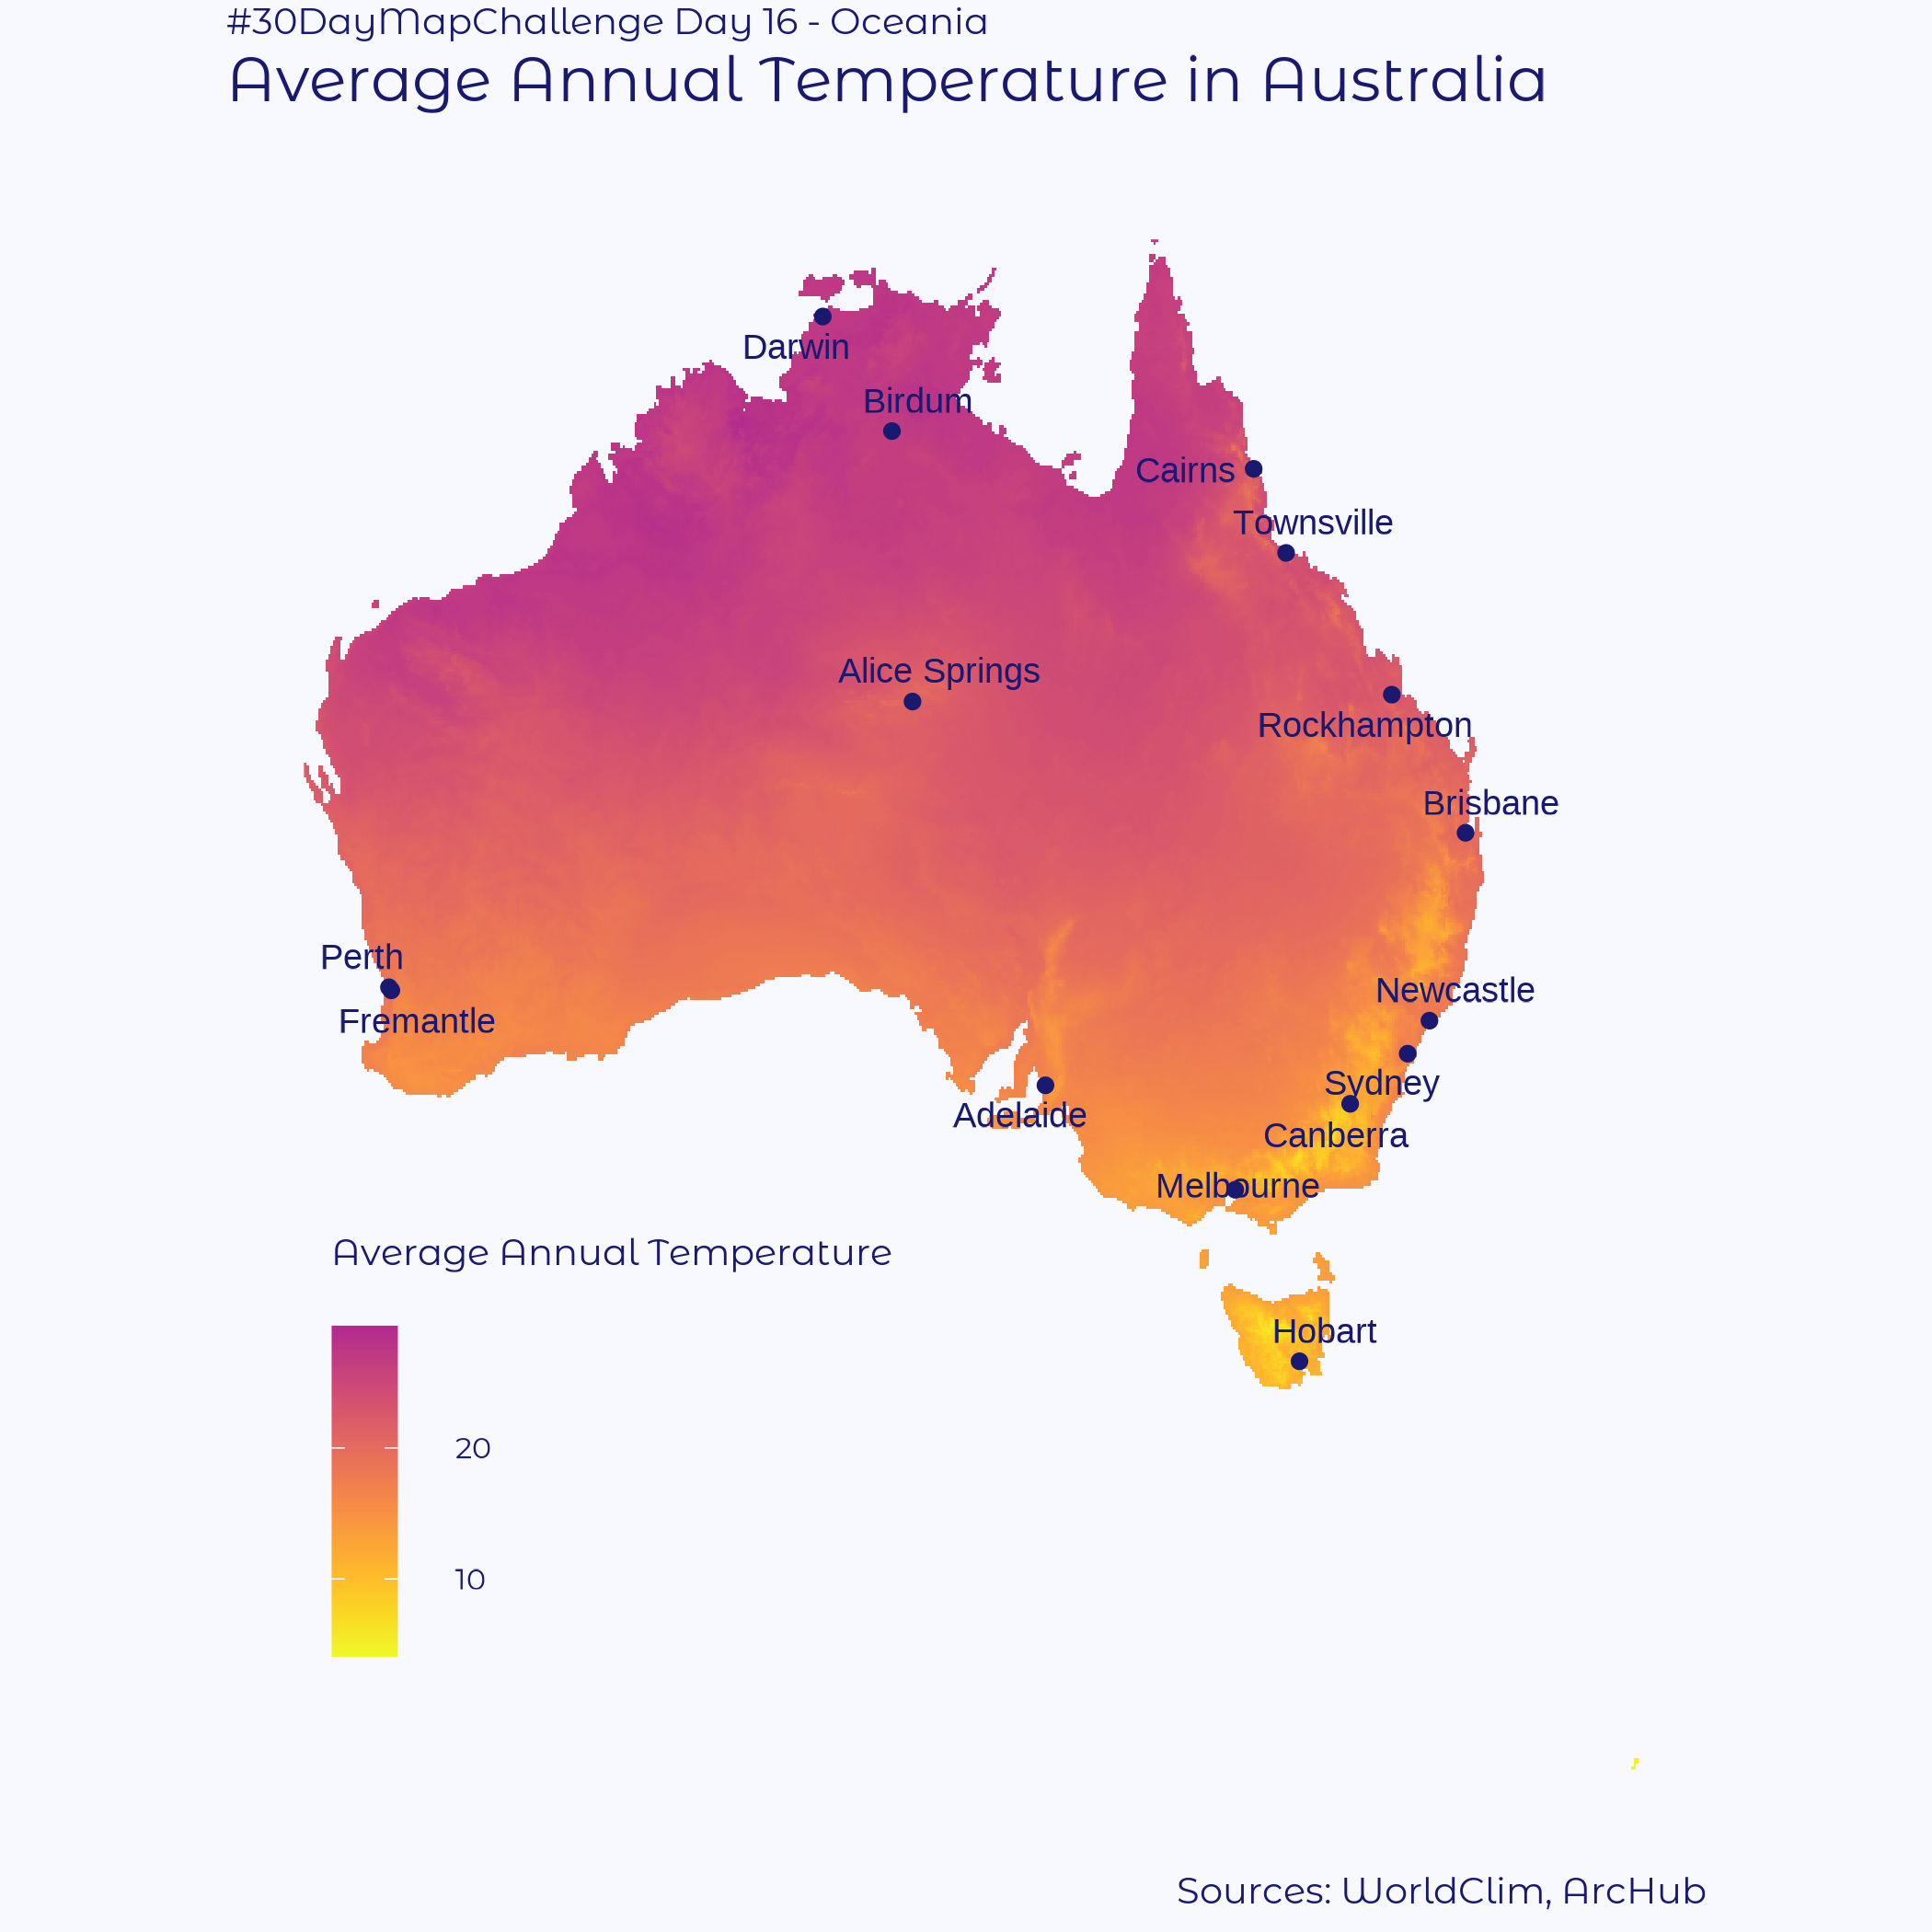 #30DayMapChallenge Day 16 - Oceania
Average Annual Temperature in Australia
Darwin
Birdum
Cairns
Townsville
Alice Springs
Rockhampton
Brisbane
Perth
Newcastle
Fremantle
Sydney
Adelaide
Canberra
Melbourne
Average Annual Temperature
Hobart
20
10
Sources: WorldClim, ArcHub